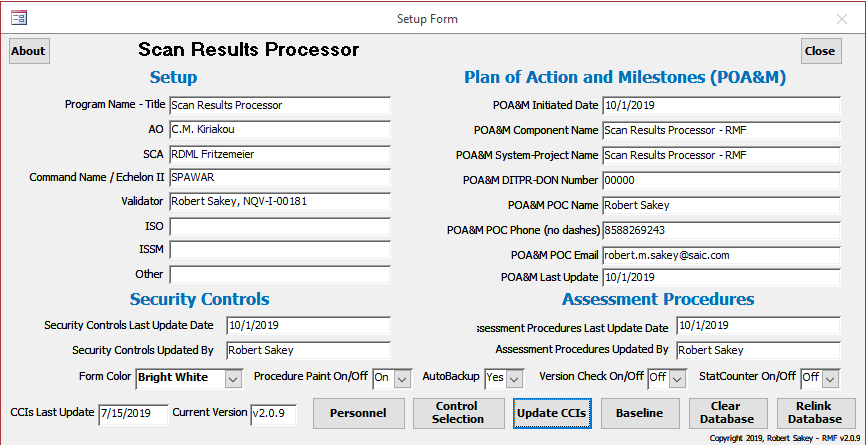 Setup Form
About
Scan Results Processor
Close
Setup
Program Name - Title Scan Results Processor
AO C.M. Kiriakou
SCA RDML Fritzemeier
Command Name / Echelon II SPAWAR
Validator Robert Sakey, NQV-I-00181
ISO
ISSM
Other
Plan of Action and Milestones (POA&M)
POA&M Initiated Date 10/1/2019
POA&M Component Name Scan Results Processor - RMF
POA&M System-Project Name Scan Results Processor - RMF
POA&M DITPR-DON Number 00000
POA&M POC Name Robert Sakey
POA&M POC Phone (no dashes) 8588269243
POA&M POC Email robert.m.sakey@saic.com
POA&M Last Update 10/1/2019
Security Controls
Security Controls Last Update Date 10/1/2019
Security Controls Updated By Robert Sakey
Assessment Procedures
ssessment Procedures Last Update Date 10/1/2019
Assessment Procedures Updated By Robert Sakey
Form Color Bright White Procedure Paint On/Off On AutoBackup Yes Version Check On/Off Off StatCounter On/Off Off
CCIs Last Update 7/15/2019 Current Version v2.0.9
Personnel
Control
Selection
Update CCIs
Baseline
Clear
Database
Relink
Database
Copyright 2019, Robert Sakey - RMF v2.0.9